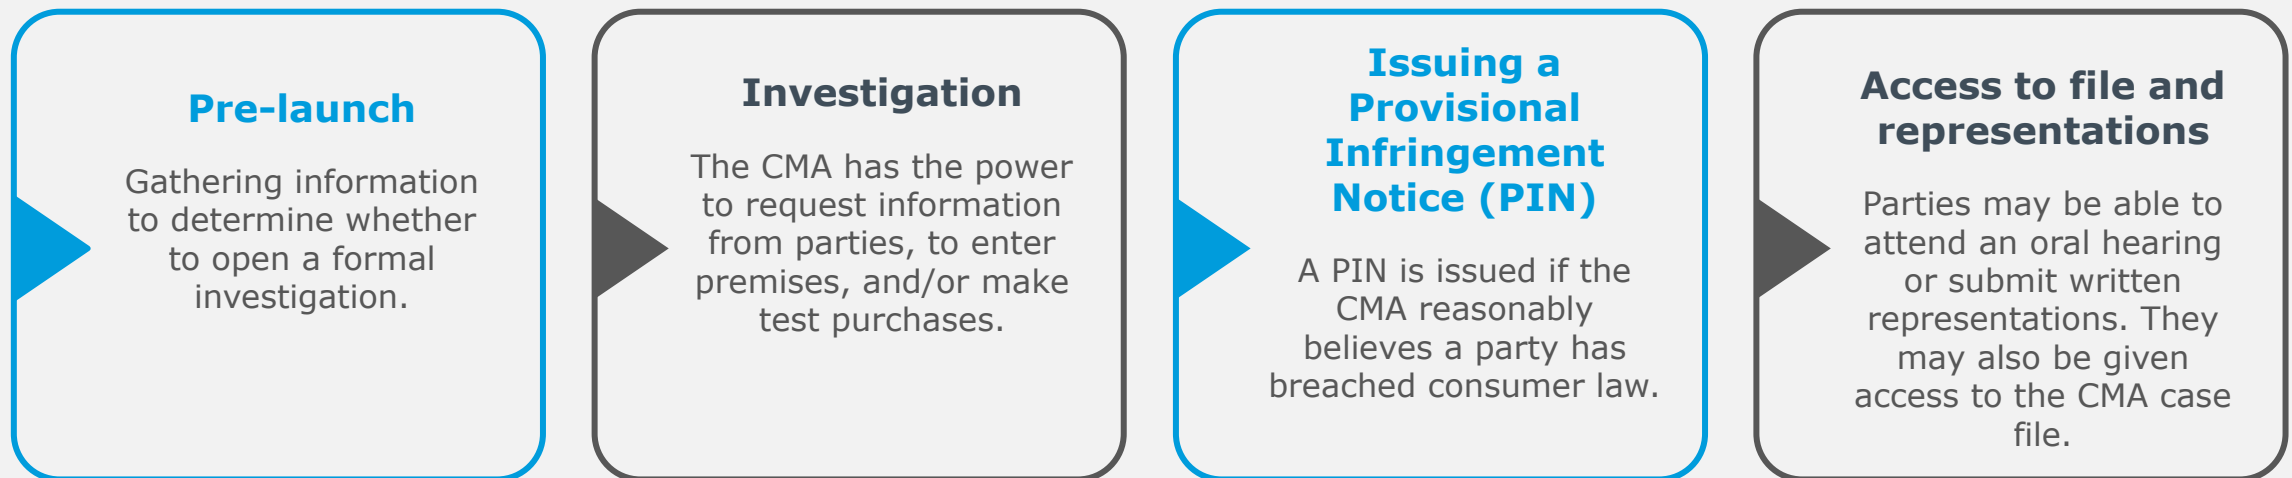 Pre-launch
Gathering information
to determine whether
to open a formal
investigation.
Investigation
The CMA has the power
to request information
from parties, to enter
premises, and/or make
test purchases.
Issuing a
Provisional
Infringement
Notice (PIN)
A PIN is issued if the
CMA reasonably
believes a party has
breached consumer law.
Access to file and
representations
Parties may be able to
attend an oral hearing
or submit written
representations. They
may also be given
access to the CMA case
file.